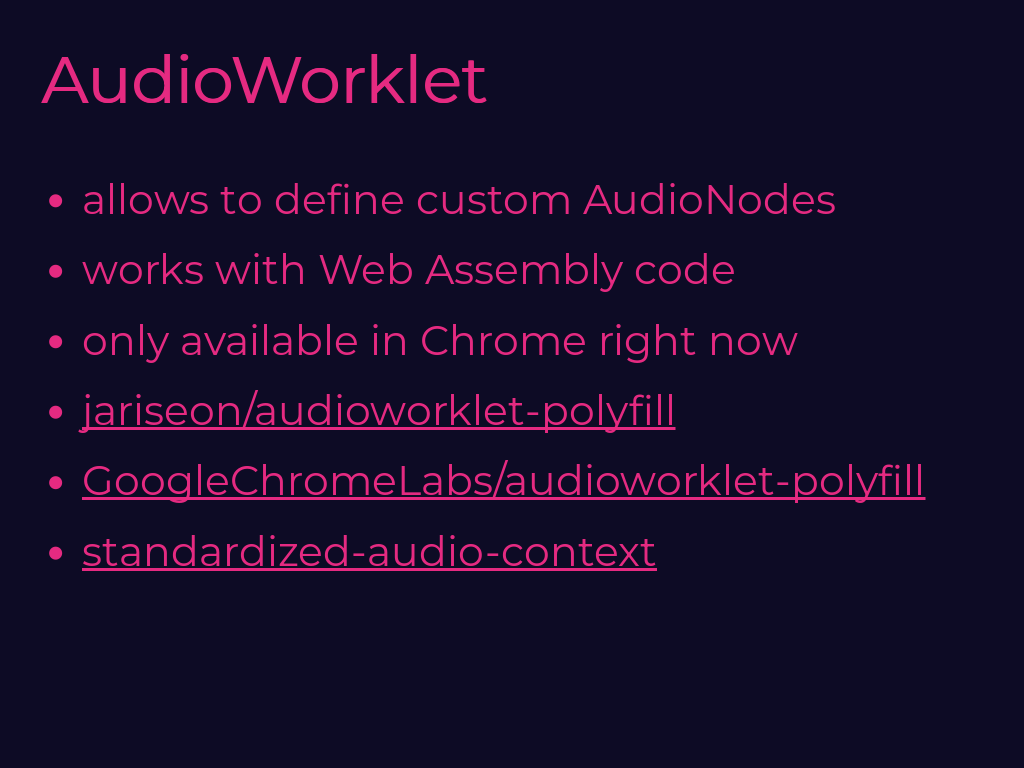 AudioWorklet
• allows to define custom AudioNodes
• works with Web Assembly code
• only available in Chrome right now
• jariseon/audioworklet-polyfill
• GoogleChromeLabs/audioworklet-polyfill
• standardized-audio-context